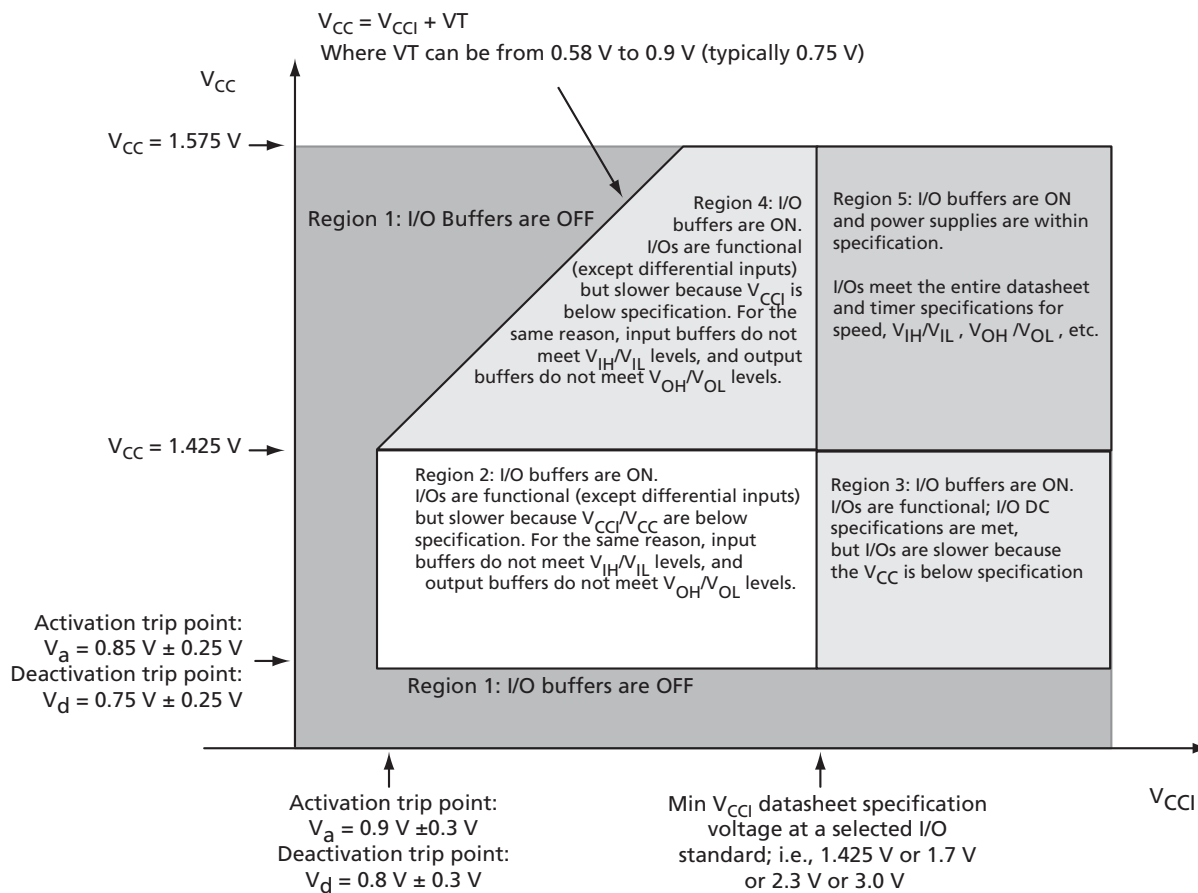 VCC = VCCI + VT
Where VT can be from 0.58 V to 0.9 V (typically 0.75 V)
VCC
VCC = 1.575 V
Region 1: I/O Buffers are OFF
Region 4: I/O
buffers are ON.
I/Os are functional
(except differential inputs)
but slower because VCCI is
below specification. For the
same reason, input buffers do not
meet VIH/VIL levels, and output
buffers do not meet VOH/VOL levels.
Region 5: I/O buffers are ON
and power supplies are within
specification.
I/Os meet the entire datasheet
and timer specifications for
speed, VIH/VIL , VOH /VOL , etc.
VCC = 1.425 V
Region 2: I/O buffers are ON.
I/Os are functional (except differential inputs)
but slower because VCCI/VCC are below
specification. For the same reason, input
buffers do not meet VIH/VIL levels, and
output buffers do not meet VOH/VOL levels.
Region 3: I/O buffers are ON.
I/Os are functional; I/O DC
specifications are met,
but I/Os are slower because
the VCC is below specification
Activation trip point:
Va = 0.85 V ± 0.25 V
Deactivation trip point:
Vd = 0.75 V ± 0.25 V
Region 1: I/O buffers are OFF
Activation trip point:
Va = 0.9 V ±0.3 V
Deactivation trip point:
Vd = 0.8 V ± 0.3 V
Min VCCI datasheet specification
voltage at a selected I/O
standard; i.e., 1.425 V or 1.7 V
or 2.3 V or 3.0 V
VCCI